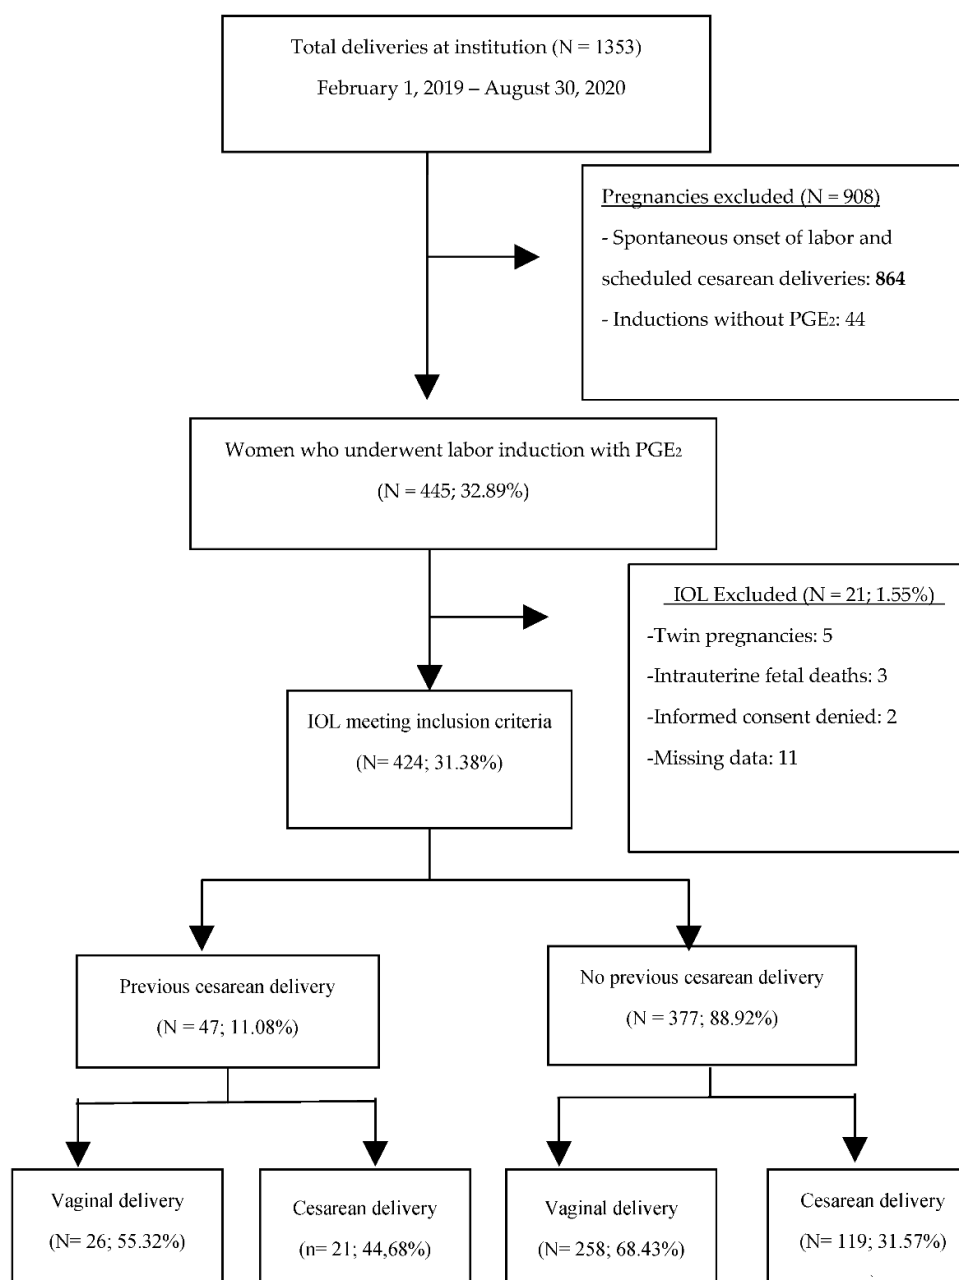 Total deliveries at institution (N = 1353)
February 1, 2019 – August 30, 2020
Pregnancies excluded (N = 908)
- Spontaneous onset of labor and
scheduled cesarean deliveries: 864
- Inductions without PGE₂: 44
Women who underwent labor induction with PGE₂
(N = 445; 32.89%)
IOL Excluded (N = 21; 1.55%)
-Twin pregnancies: 5
-Intrauterine fetal deaths: 3
-Informed consent denied: 2
-Missing data: 11
IOL meeting inclusion criteria
(N= 424; 31.38%)
Previous cesarean delivery
(N = 47; 11.08%)
No previous cesarean delivery
(N = 377; 88.92%)
Vaginal delivery
(N= 26; 55.32%)
Cesarean delivery
(n= 21; 44,68%)
Vaginal delivery
(N= 258; 68.43%)
Cesarean delivery
(N= 119; 31.57%)